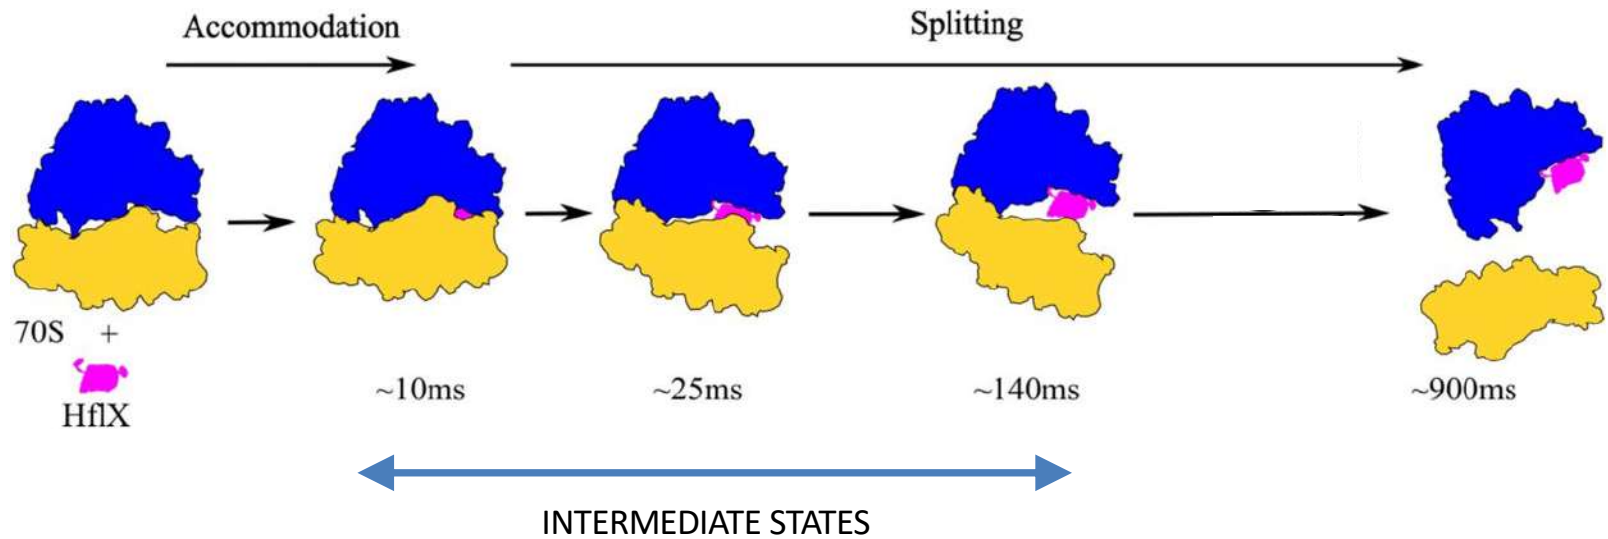 Accommodation
Splitting
70S +
HflX
~10ms
~25ms
~140ms
~900ms
INTERMEDIATE STATES